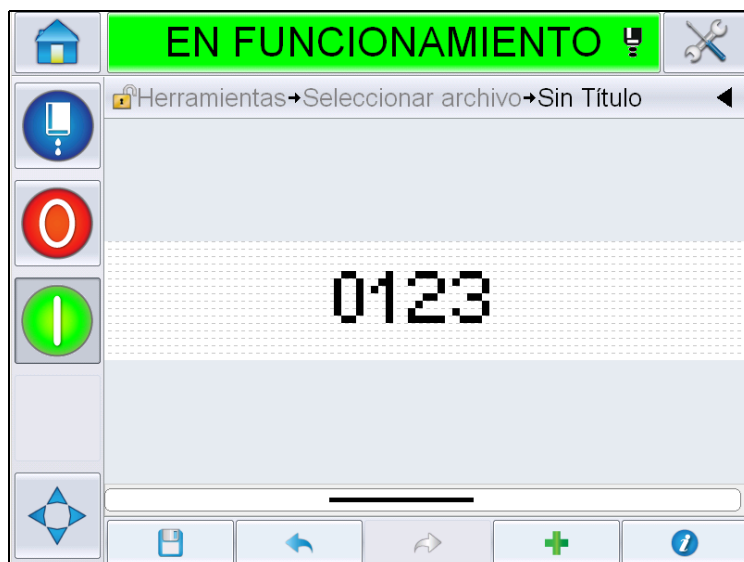 EN FUNCIONAMIENTO
Herramientas→Seleccionar archivo→Sin Título
0123